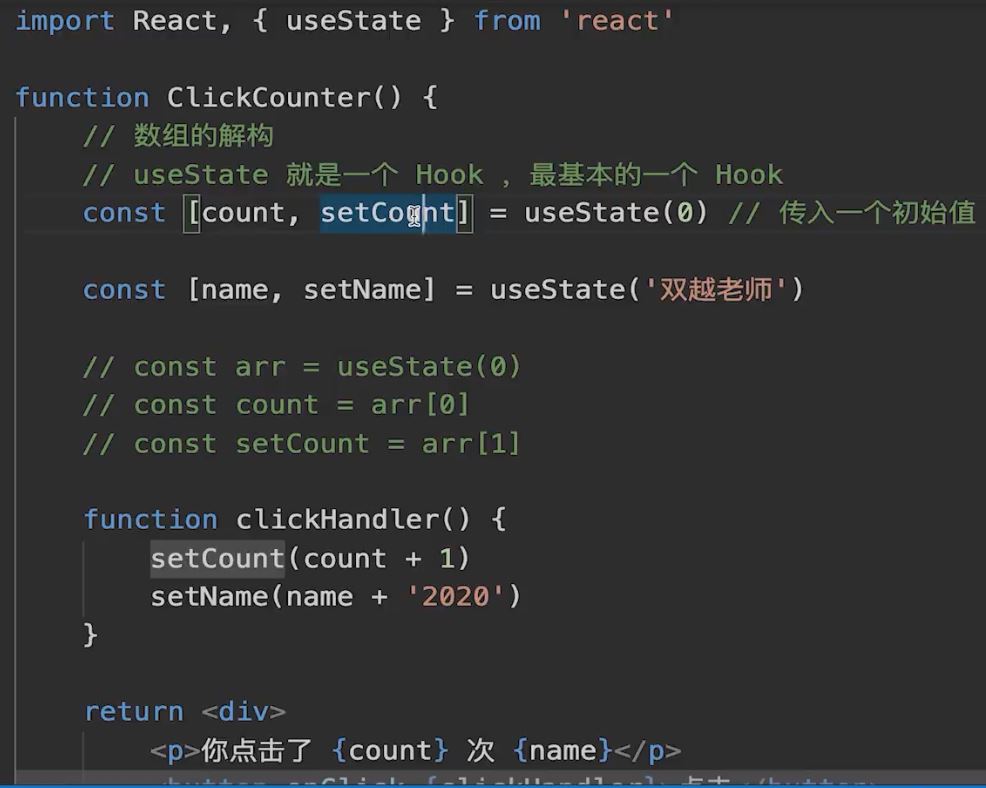 import React, { useState } from 'react'
function ClickCounter() {
// 数组的解构
// useState 就是一个 Hook ，最基本的一个 Hook
const [count, setCount] = useState(0) // 传入一个初始值
const [name, setName] = useState('双越老师')
// const arr = useState(0)
// const count = arr[0]
// const setCount = arr[1]
function clickHandler() {
setCount(count + 1)
setName(name + '2020')
}
return <div>
<p>你点击了 {count} 次 {name}</p>